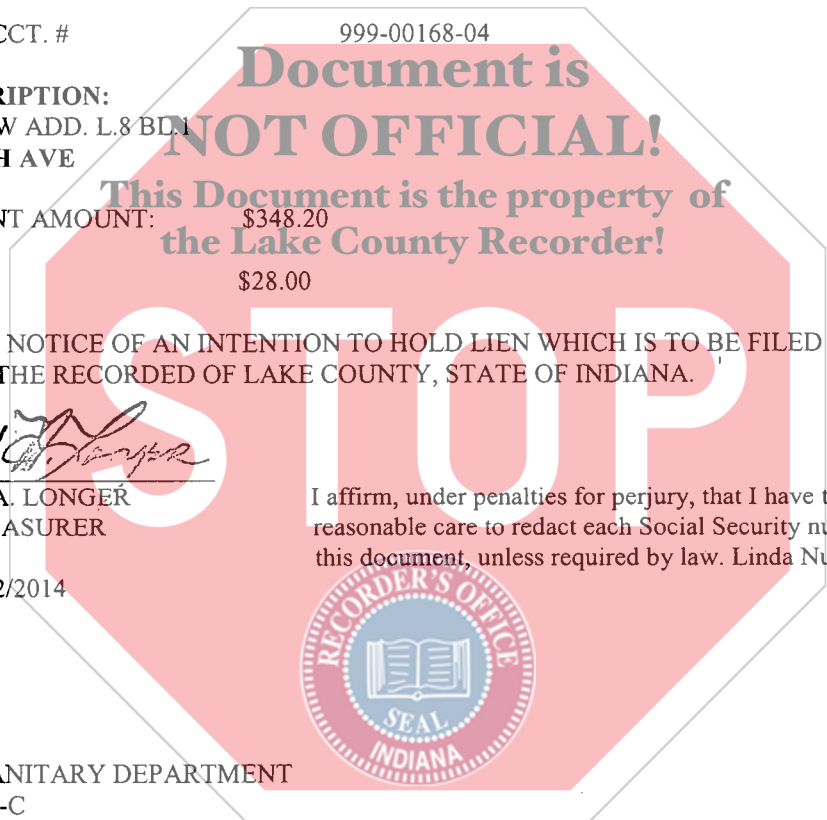 CCT. # 999-00168-04
Document is
RIPTION:
W ADD. L.8 BL.1
NOT OFFICIAL!
H AVE
This Document is the property of
NT AMOUNT: $348.20
the Lake County Recorder!
$28.00
STOP
NOTICE OF AN INTENTION TO HOLD LIEN WHICH IS TO BE FILED
THE RECORDED OF LAKE COUNTY, STATE OF INDIANA.
A. LONGER
ASURER
I affirm, under penalties for perjury, that I have t
reasonable care to redact each Social Security nu
this document, unless required by law. Linda Nu
2/2014
RECORDER'S OFFICE
SEAL
INDIANA
ANITARY DEPARTMENT
-C